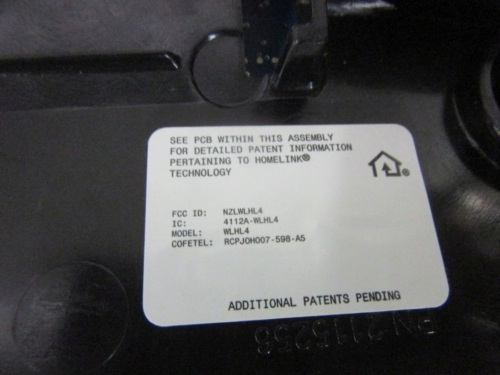 SEE PCB WITHIN THIS ASSEMBLY
FOR DETAILED PATENT INFORMATION
PERTAINING TO HOMELINK®
TECHNOLOGY
®
FCC ID: NZLWLHL4
IC: 4112A-WLHL4
MODEL: WLHL4
COFETEL: RCPJOHO07-598-A5
ADDITIONAL PATENTS PENDING